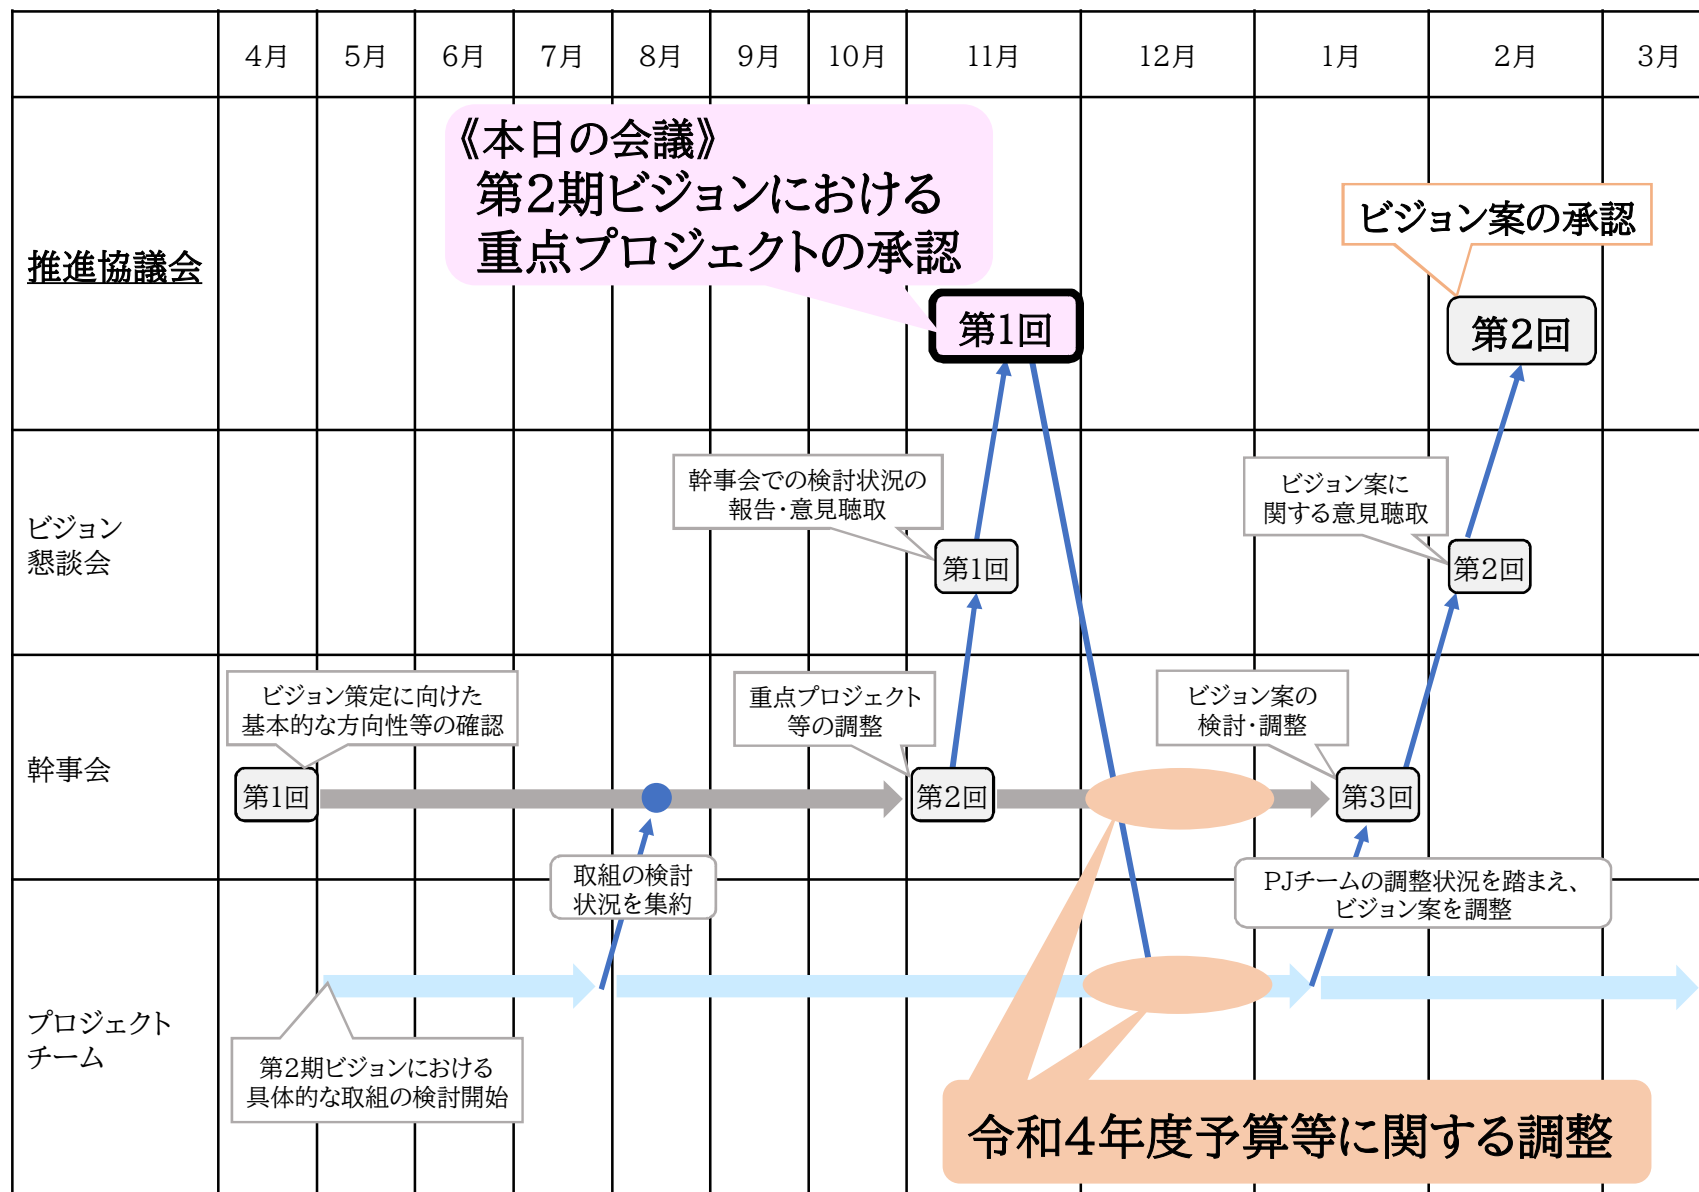 4月
5月
6月
7月
8月
9月
10月
11月
12月
1月
2月
3月
推進協議会
《本日の会議》
第2期ビジョンにおける
重点プロジェクトの承認
第1回
ビジョン案の承認
第2回
ビジョン
懇談会
幹事会での検討状況の
報告・意見聴取
第1回
ビジョン案に
関する意見聴取
第2回
幹事会
ビジョン策定に向けた
基本的な方向性等の確認
第1回
重点プロジェクト
等の調整
第2回
ビジョン案の
検討・調整
第3回
取組の検討
状況を集約
PJチームの調整状況を踏まえ、
ビジョン案を調整
プロジェクト
チーム
第2期ビジョンにおける
具体的な取組の検討開始
令和4年度予算等に関する調整